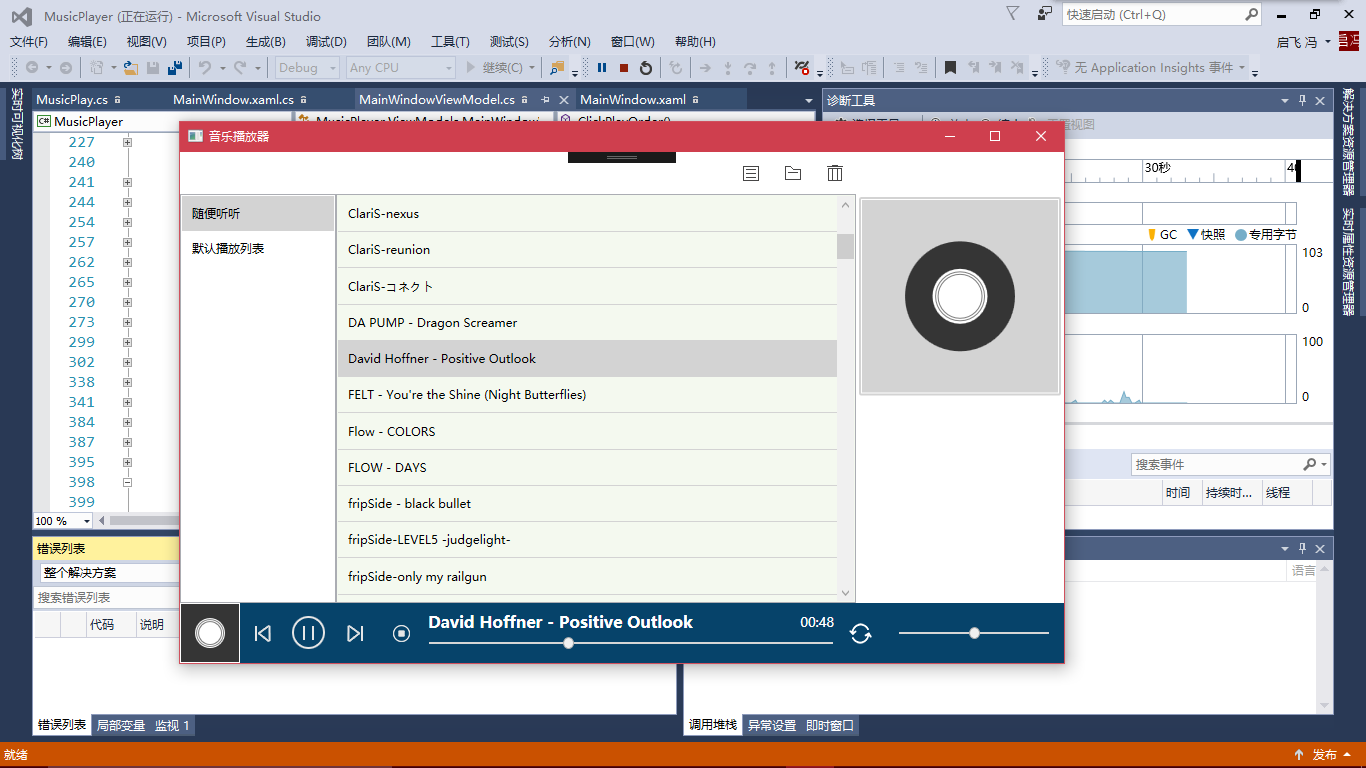 MusicPlayer (正在运行) - Microsoft Visual Studio
快速启动 (Ctrl+Q)
文件(F) 编辑(E) 视图(V) 项目(P) 生成(B) 调试(D) 团队(M) 工具(T) 测试(S) 分析(N) 窗口(W) 帮助(H)
启飞 冯
Debug Any CPU 继续(C) 无 Application Insights 事件
实时可视化树
MusicPlay.cs MainWindow.xaml.cs MainWindowViewModel.cs MainWindow.xaml
诊断工具
MusicPlayer
音乐播放器
227
240
241
244
254
257
262
265
270
273
299
302
338
341
384
387
395
398
399
100 %
随便听听
默认播放列表
ClariS-nexus
ClariS-reunion
ClariS-コネクト
DA PUMP - Dragon Screamer
David Hoffner - Positive Outlook
FELT - You're the Shine (Night Butterflies)
Flow - COLORS
FLOW - DAYS
fripSide - black bullet
fripSide-LEVEL5 -judgelight-
fripSide-only my railgun
David Hoffner - Positive Outlook
00:48
30秒
GC 快照 专用字节
103
0
100
0
搜索事件
时间 持续时... 线程
解决方案资源管理器
实时属性资源管理器
错误列表
整个解决方案
搜索错误列表
代码 说明
语言
错误列表 局部变量 监视 1
调用堆栈 异常设置 即时窗口
就绪
发布